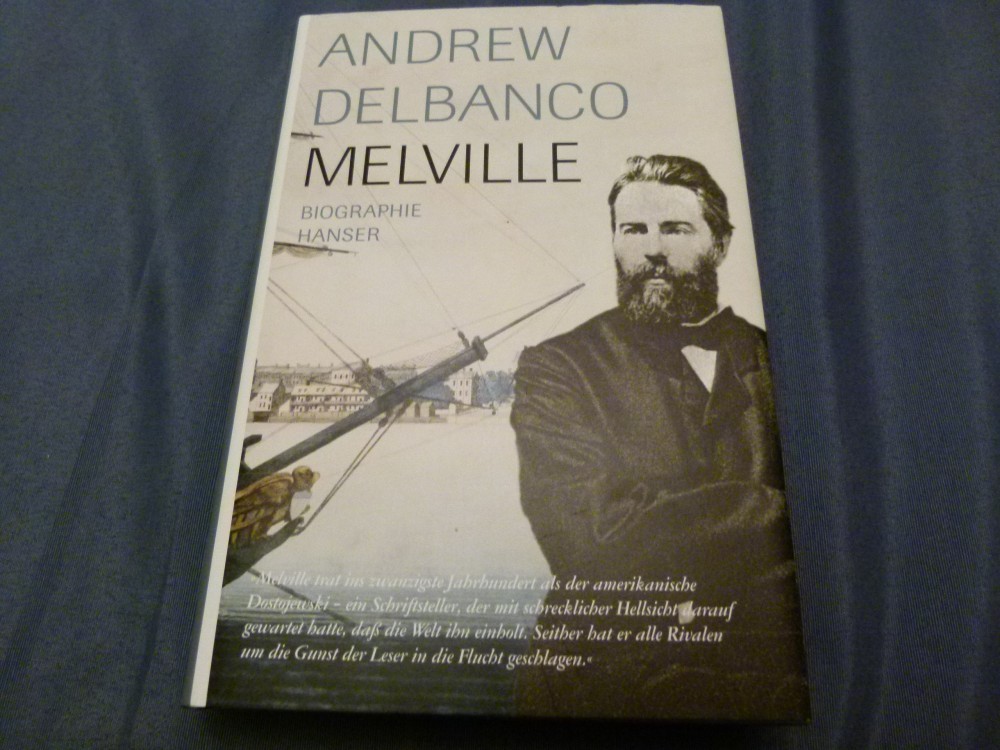 ANDREW
DELBANCO
MELVILLE
BIOGRAPHIE
HANSER
»Melville trat ins zwanzigste Jahrhundert als der amerikanische
Dostojewski – ein Schriftsteller, der mit schrecklicher Hellsicht darauf
gewartet hatte, daß die Welt ihn einholt. Seither hat er alle Rivalen
um die Gunst der Leser in die Flucht geschlagen.«